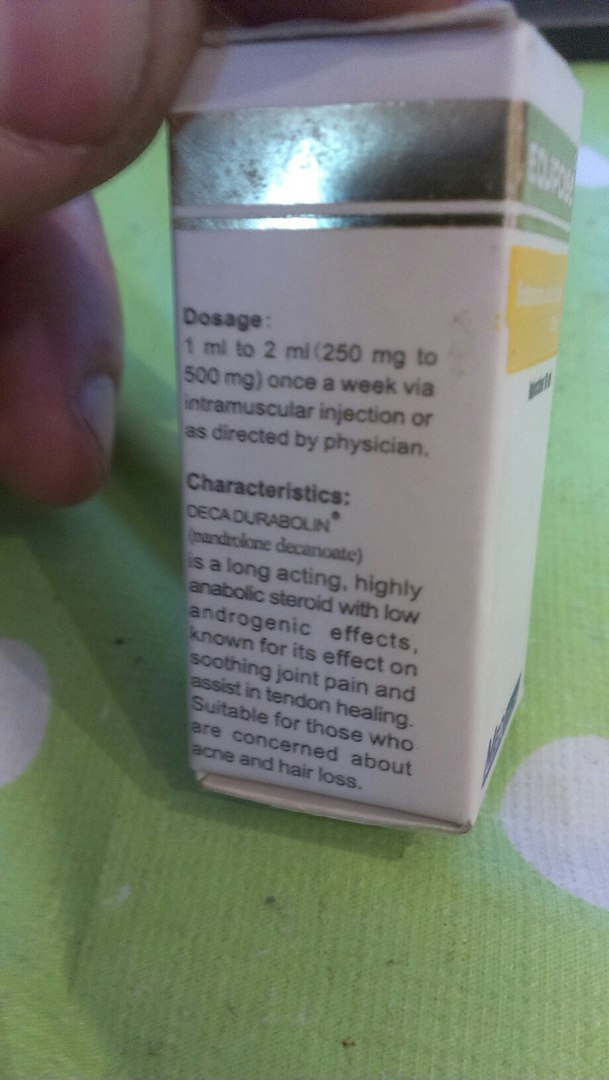 Dosage:
1 ml to 2 ml(250 mg to
500 mg) once a week via
intramuscular injection or
as directed by physician.
Characteristics:
DECA DURABOLIN®
(nandrolone decanoate)
is a long acting, highly
anabolic steroid with low
androgenic effects,
known for its effect on
soothing joint pain and
assist in tendon healing.
Suitable for those who
are concerned about
acne and hair loss.